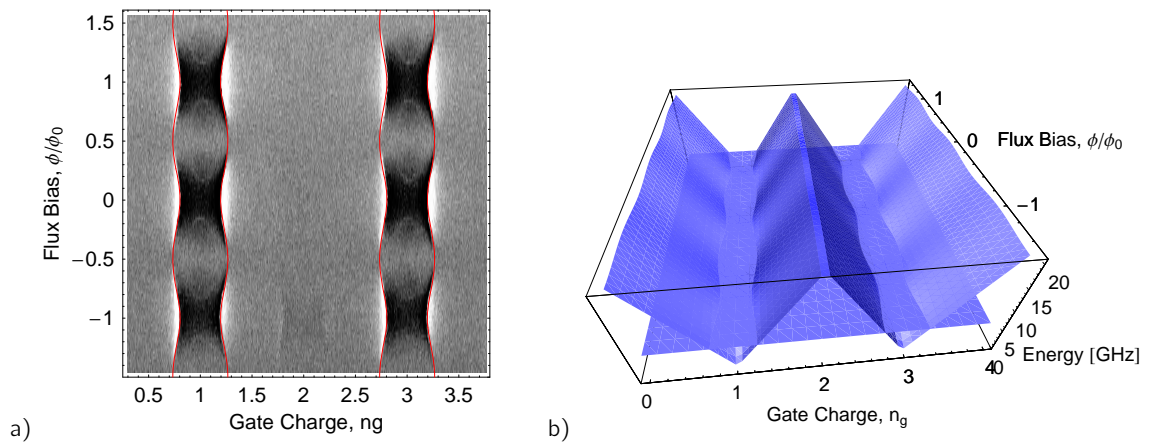 1.5
1
0.5
0
−0.5
−1
Flux Bias, ϕ/ϕ0
0.5 1 1.5 2 2.5 3 3.5
Gate Charge, ng
a)
1
0
−1
Flux Bias, ϕ/ϕ0
20
15
10
5
0
Energy [GHz]
0 1 2 3 4
Gate Charge, ng
b)